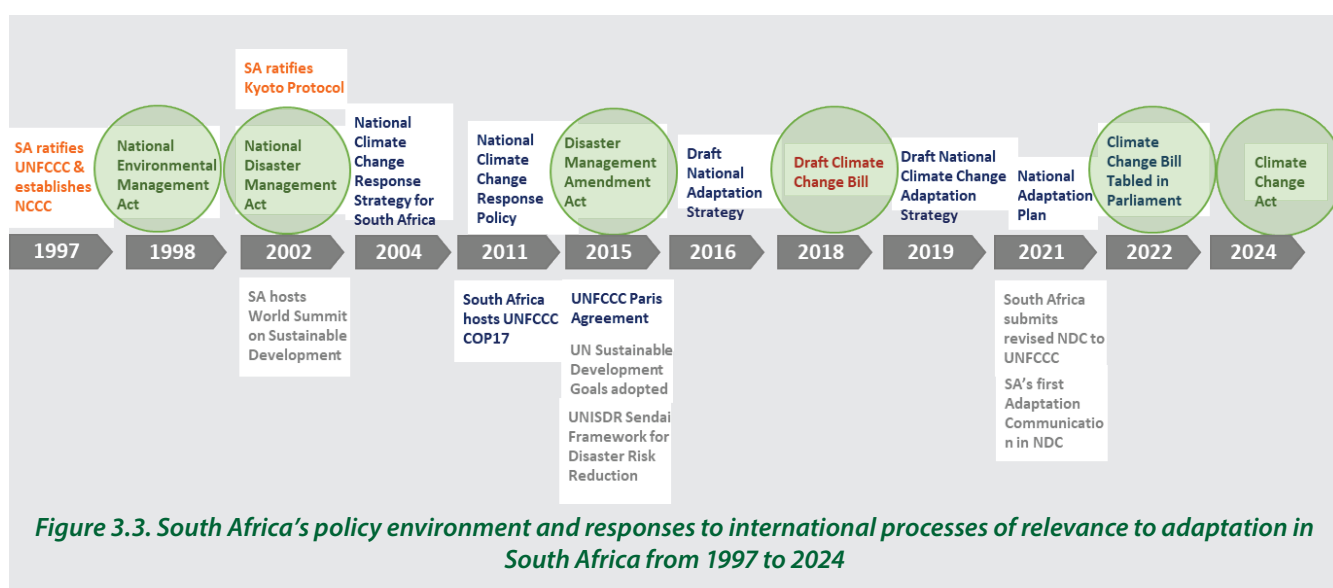 SA ratifies
Kyoto Protocol
SA ratifies
UNFCCC &
establishes
NCCC
National
Environmental
Management
Act
National
Disaster
Management
Act
National
Climate
Change
Response
Strategy for
South Africa
National
Climate
Change
Response
Policy
Disaster
Management
Amendment
Act
Draft
National
Adaptation
Strategy
Draft Climate
Change Bill
Draft National
Climate Change
Adaptation
Strategy
National
Adaptation
Plan
Climate
Change Bill
Tabled in
Parliament
Climate
Change
Act
1997
1998
2002
2004
2011
2015
2016
2018
2019
2021
2022
2024
SA hosts
World Summit
on Sustainable
Development
South Africa
hosts UNFCCC
COP17
UNFCCC Paris
Agreement
UN Sustainable
Development
Goals adopted
UNISDR Sendai
Framework for
Disaster Risk
Reduction
South Africa
submits
revised NDC to
UNFCCC
SA's first
Adaptation
Communicatio
n in NDC
Figure 3.3. South Africa's policy environment and responses to international processes of relevance to adaptation in
South Africa from 1997 to 2024